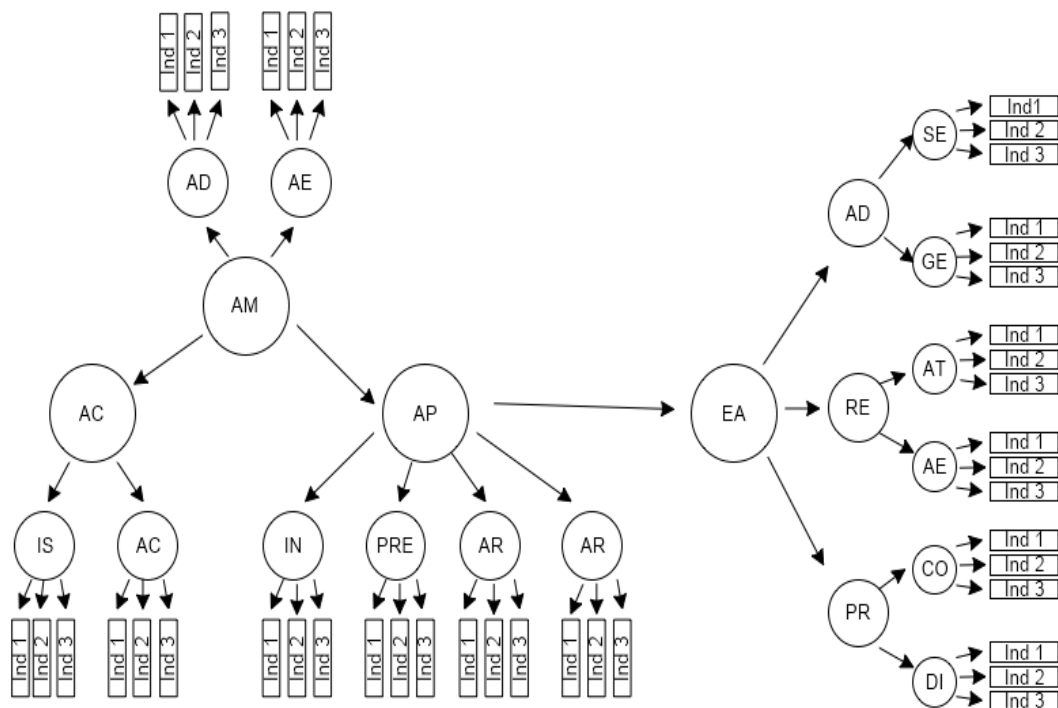 Ind 1
Ind 2
Ind 3
Ind 1
Ind 2
Ind 3
AD
AE
AM
AC
AP
EA
IS
AC
IN
PRE
AR
AR
Ind 1
Ind 2
Ind 3
Ind 1
Ind 2
Ind 3
Ind 1
Ind 2
Ind 3
Ind 1
Ind 2
Ind 3
Ind 1
Ind 2
Ind 3
Ind 1
Ind 2
Ind 3
AD
SE
Ind1
Ind 2
Ind 3
GE
Ind 1
Ind 2
Ind 3
RE
AT
Ind 1
Ind 2
Ind 3
AE
Ind 1
Ind 2
Ind 3
PR
CO
Ind 1
Ind 2
Ind 3
DI
Ind 1
Ind 2
Ind 3